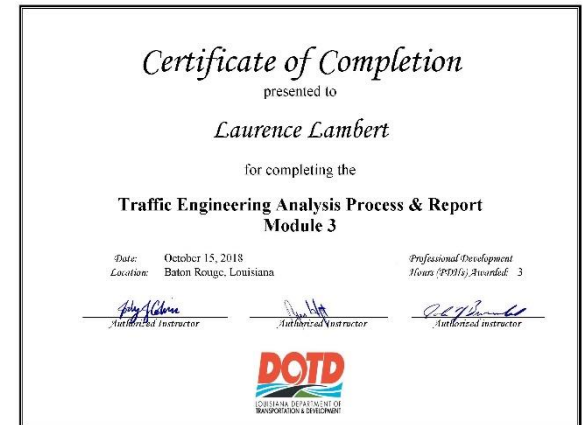 Certificate of Completion
presented to
Laurence Lambert
for completing the
Traffic Engineering Analysis Process & Report
Module 3
Date: October 15, 2018
Location: Baton Rouge, Louisiana
Professional Development
Hours (PDHs) Awarded: 3
Authorized Instructor
Authorized Instructor
Authorized instructor
DOTD
LOUISIANA DEPARTMENT OF
TRANSPORTATION & DEVELOPMENT